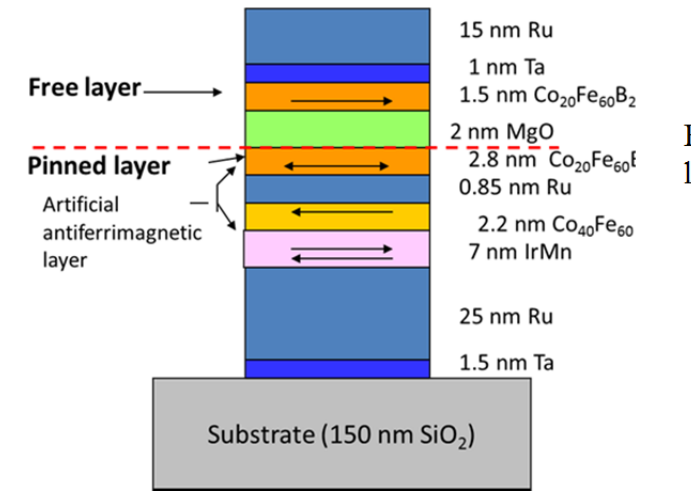 15 nm Ru
1 nm Ta
Free layer
1.5 nm Co₂₀Fe₆₀B₂
2 nm MgO
Pinned layer
2.8 nm Co₂₀Fe₆₀
0.85 nm Ru
Artificial
antiferrimagnetic
layer
2.2 nm Co₄₀Fe₆₀
7 nm IrMn
25 nm Ru
1.5 nm Ta
Substrate (150 nm SiO₂)